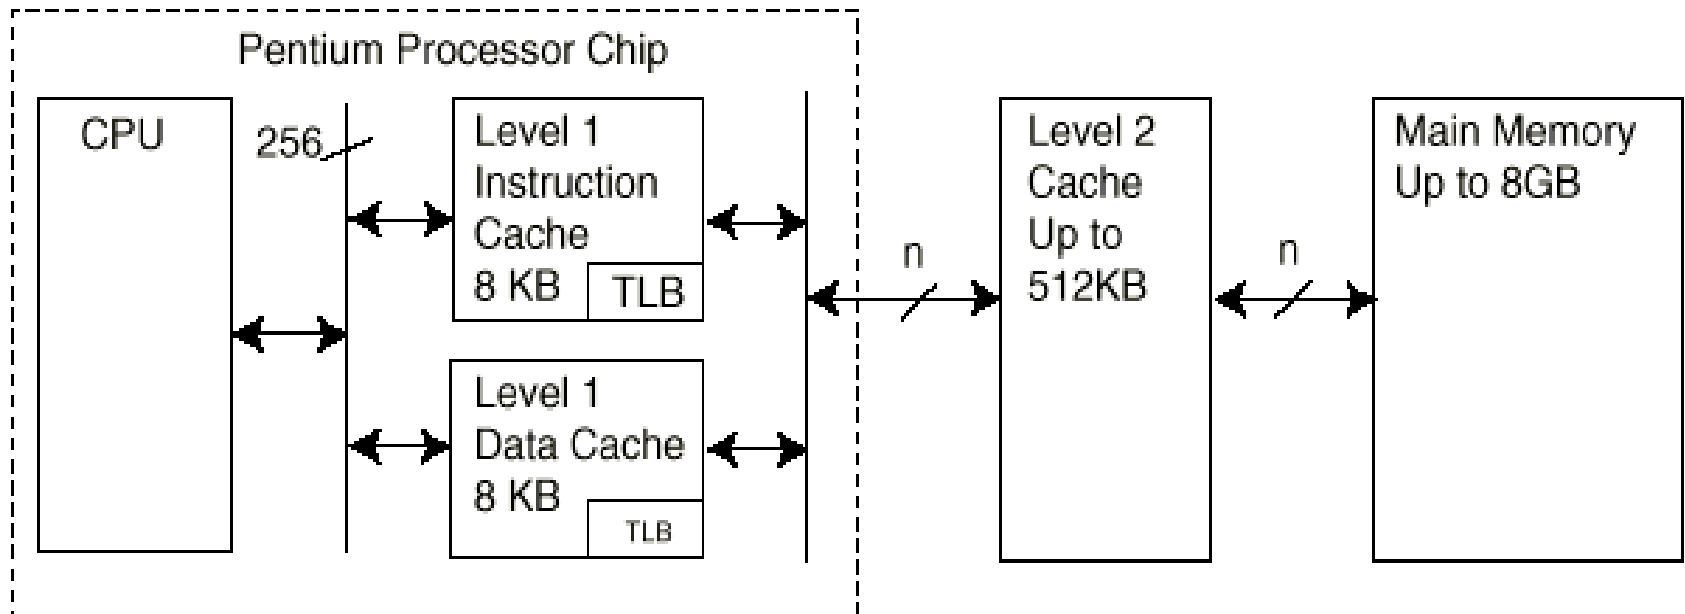 Pentium Processor Chip
CPU
256
Level 1
Instruction
Cache
8 KB
TLB
Level 1
Data Cache
8 KB
TLB
n
Level 2
Cache
Up to
512KB
n
Main Memory
Up to 8GB